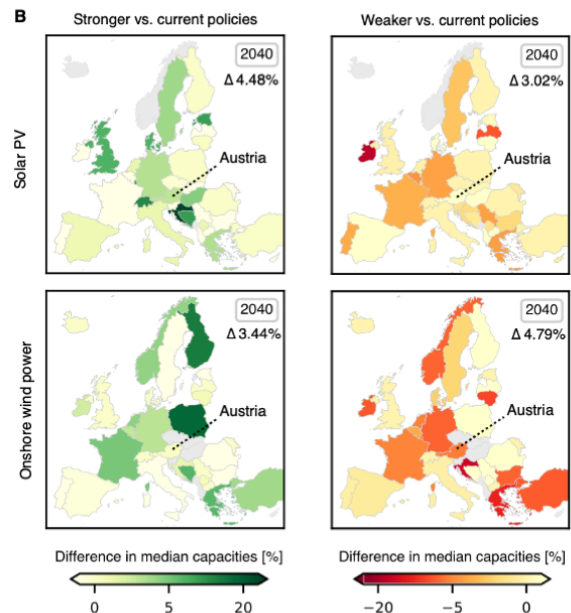 B
Stronger vs. current policies
Weaker vs. current policies
Solar PV
2040
Δ 4.48%
Austria
2040
Δ 3.02%
Austria
Onshore wind power
2040
Δ 3.44%
Austria
2040
Δ 4.79%
Austria
Difference in median capacities [%]
0 5 20
Difference in median capacities [%]
−20 −5 0